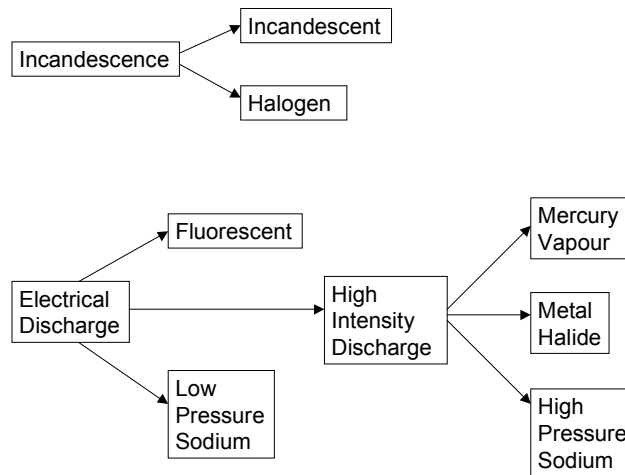 Incandescent
Incandescence
Halogen
Fluorescent
Electrical
Discharge
Low
Pressure
Sodium
High
Intensity
Discharge
Mercury
Vapour
Metal
Halide
High
Pressure
Sodium